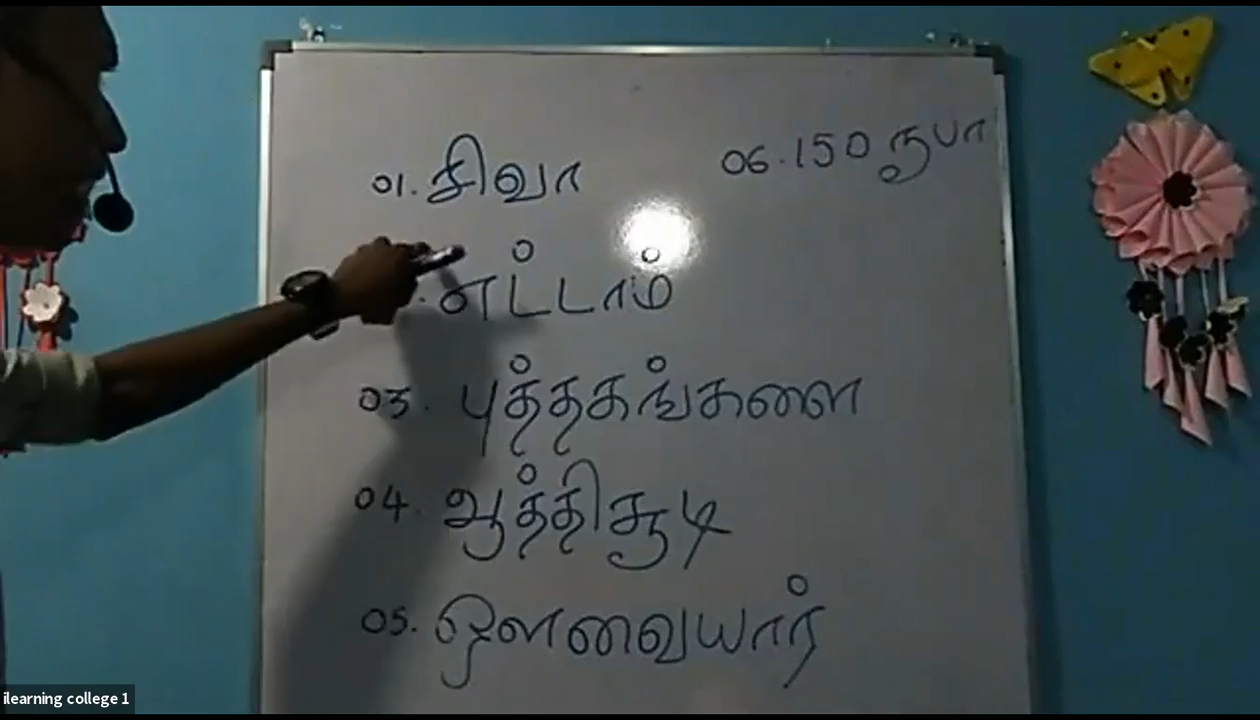 01. சிவா
06. 150 ரூபா
. எட்டாம்
03. புத்தகங்களை
04. ஆத்திசூடி
05. ஔவையார்
ilearning college 1